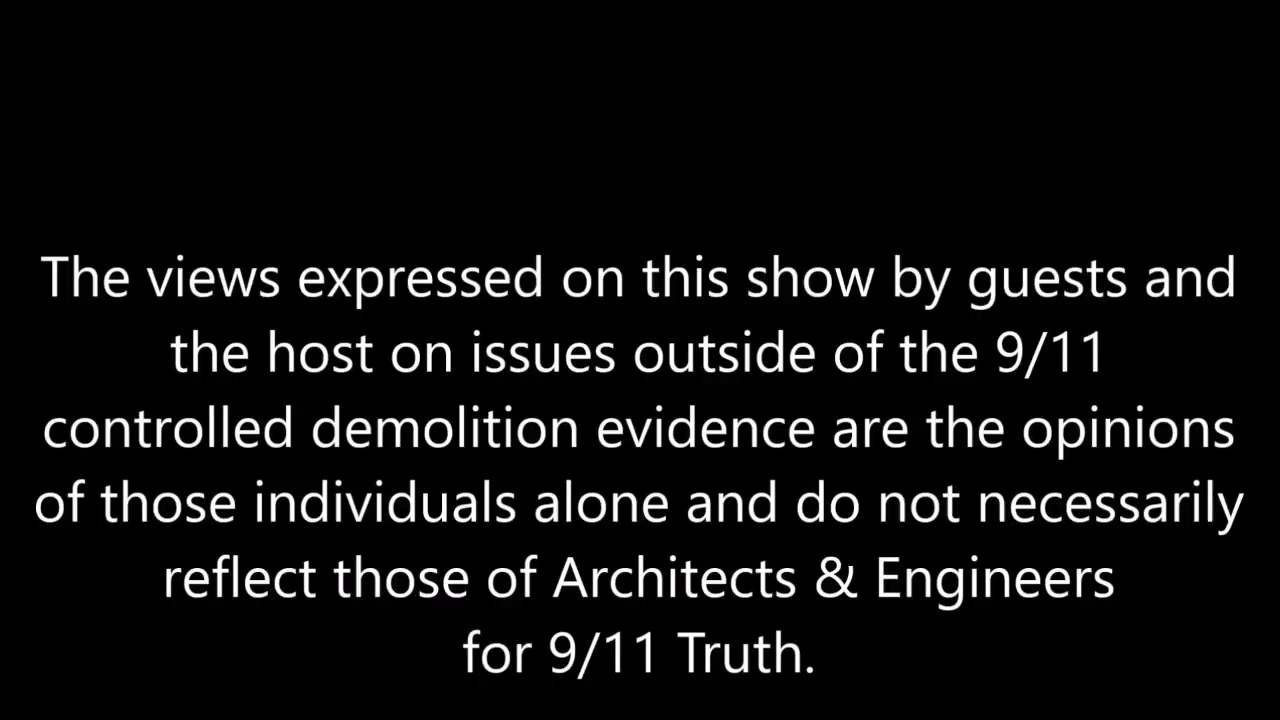 The views expressed on this show by guests and
the host on issues outside of the 9/11
controlled demolition evidence are the opinions
of those individuals alone and do not necessarily
reflect those of Architects & Engineers
for 9/11 Truth.